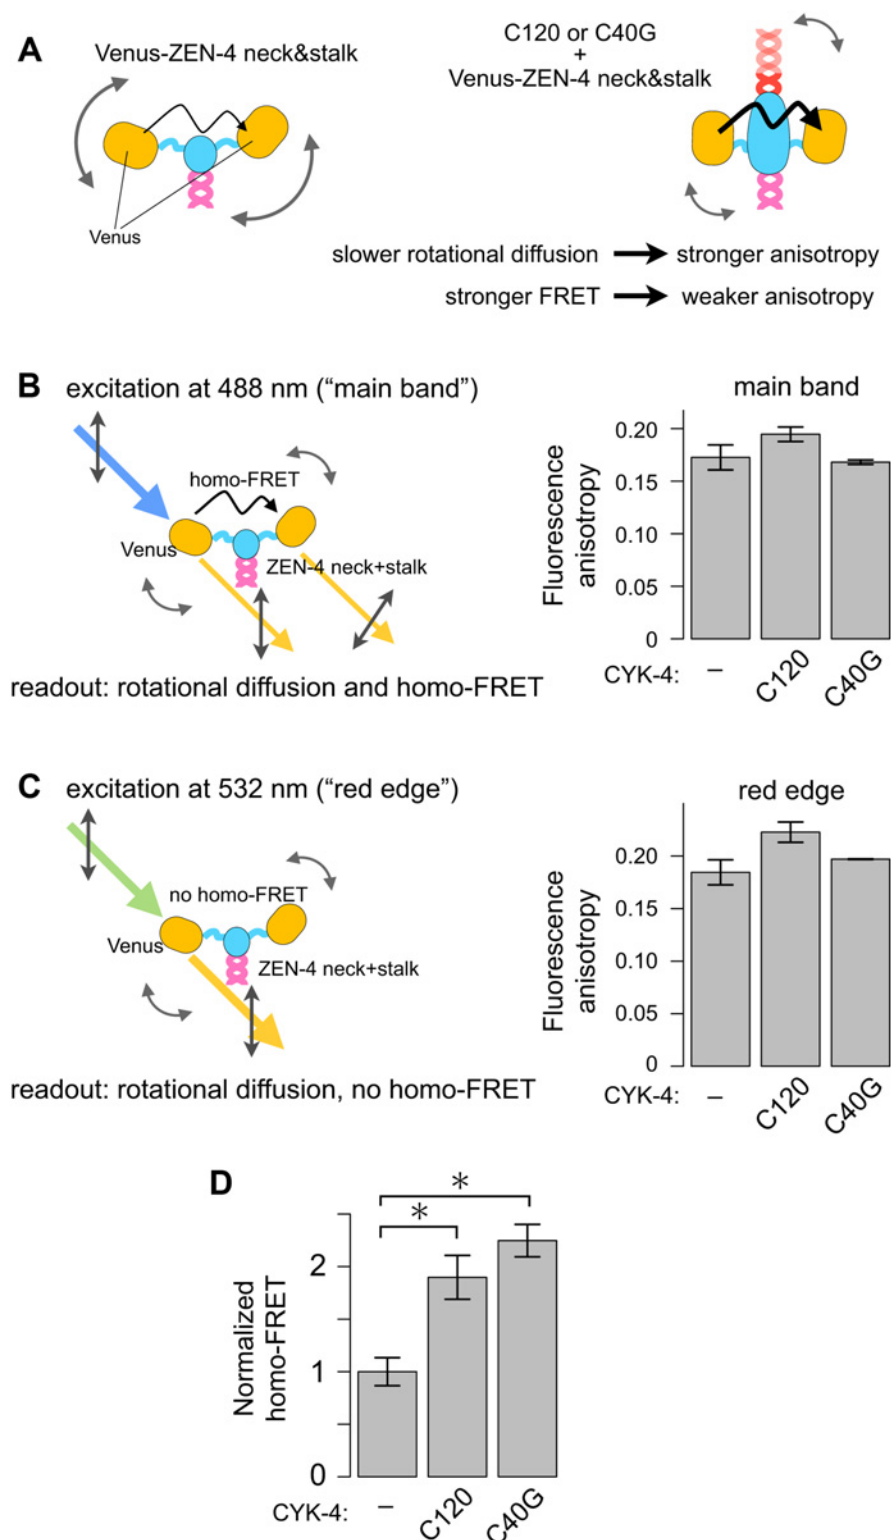 A
Venus-ZEN-4 neck&stalk
Venus
C120 or C40G
+
Venus-ZEN-4 neck&stalk
slower rotational diffusion
stronger anisotropy
stronger FRET
weaker anisotropy
B
excitation at 488 nm (“main band”)
homo-FRET
Venus
ZEN-4 neck+stalk
readout: rotational diffusion and homo-FRET
main band
Fluorescence
anisotropy
0.20
0.15
0.10
0.05
0
CYK-4:
–
C120
C40G
C
excitation at 532 nm (“red edge”)
no homo-FRET
Venus
ZEN-4 neck+stalk
readout: rotational diffusion, no homo-FRET
red edge
Fluorescence
anisotropy
0.20
0.15
0.10
0.05
0
CYK-4:
–
C120
C40G
D
*
*
Normalized
homo-FRET
2
1
0
CYK-4:
–
C120
C40G